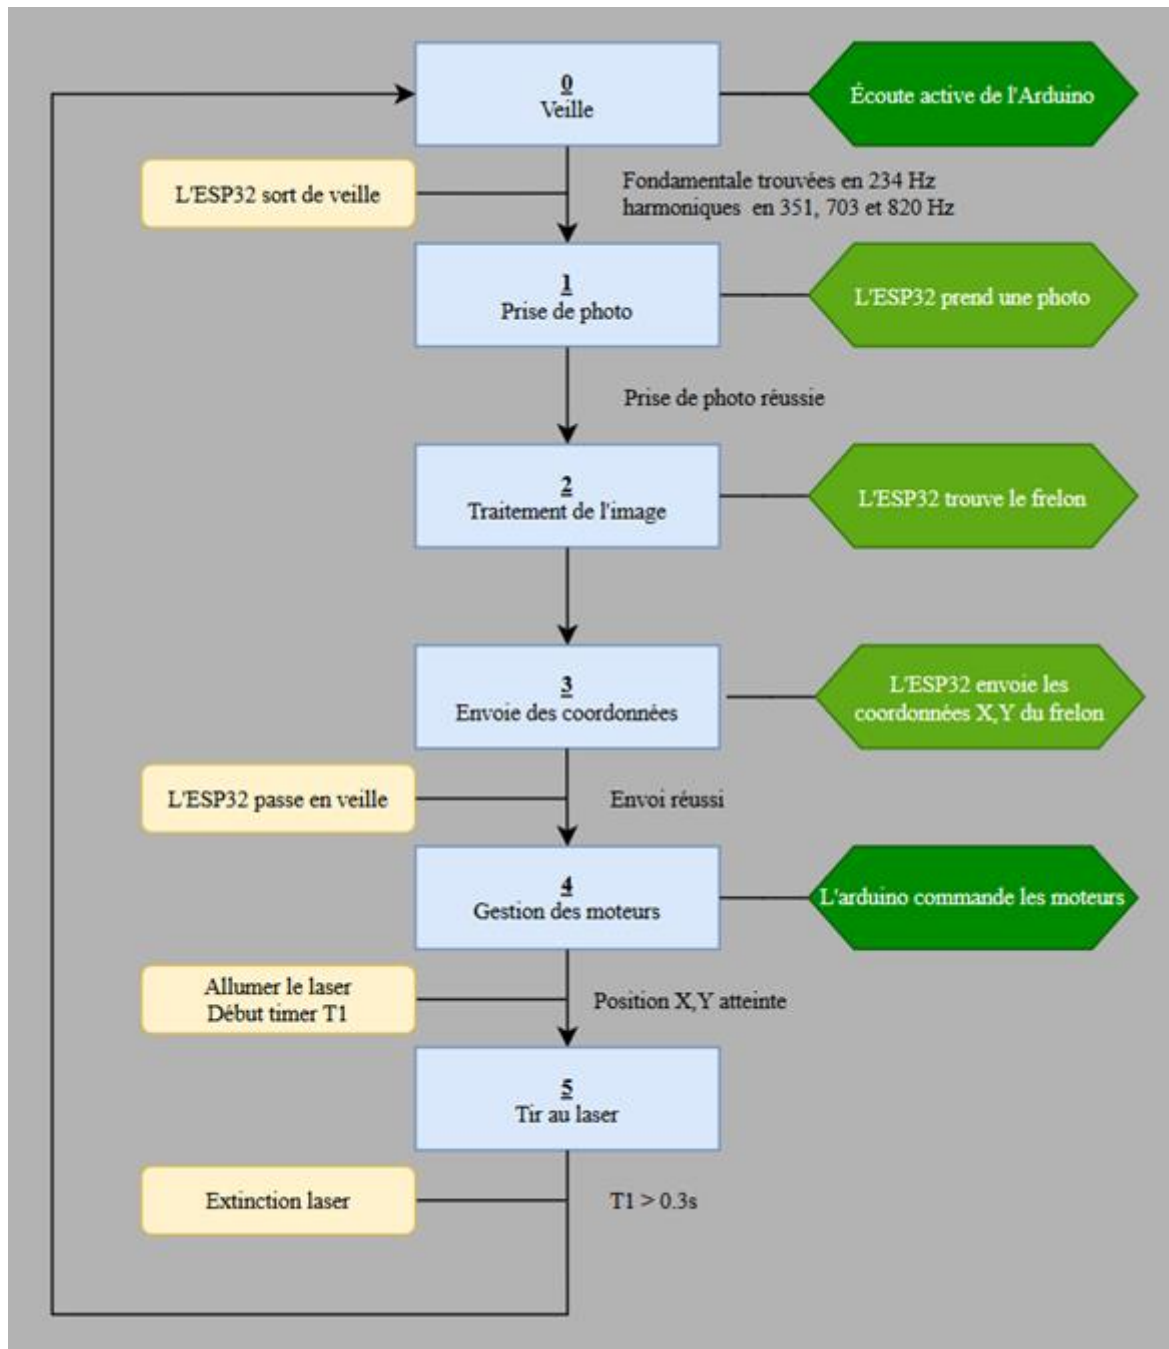 0
Veille
Écoute active de l'Arduino
L'ESP32 sort de veille
Fondamentale trouvées en 234 Hz
harmoniques en 351, 703 et 820 Hz
1
Prise de photo
L'ESP32 prend une photo
Prise de photo réussie
2
Traitement de l'image
L'ESP32 trouve le frelon
3
Envoie des coordonnées
L'ESP32 envoie les
coordonnées X,Y du frelon
L'ESP32 passe en veille
Envoi réussi
4
Gestion des moteurs
L'arduino commande les moteurs
Allumer le laser
Début timer T1
Position X,Y atteinte
5
Tir au laser
Extinction laser
T1 > 0.3s